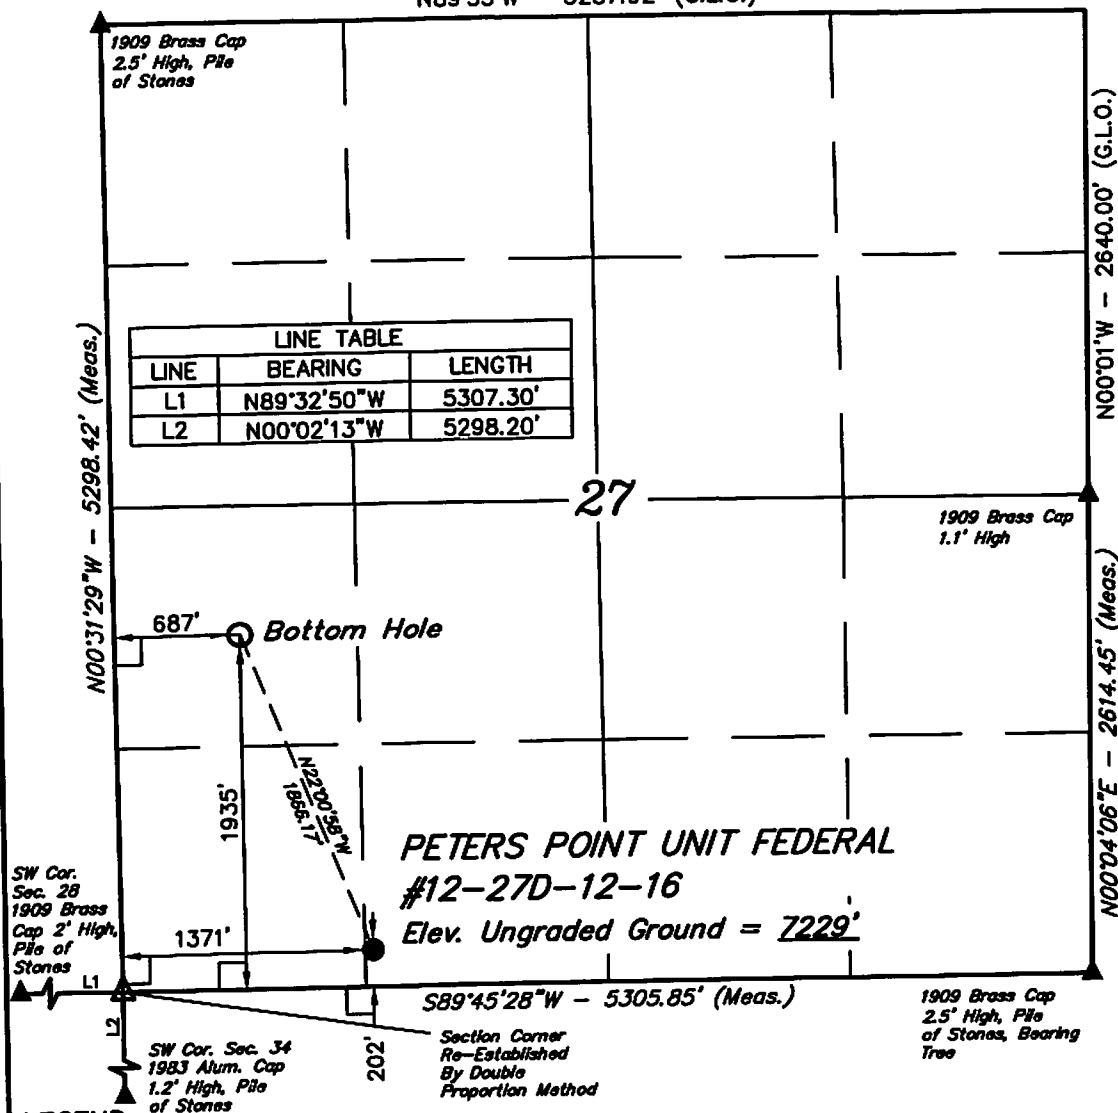 1909 Brass Cap
2.5' High, Pile
of Stones
N00°01'W - 2640.00' (G.L.O.)
N00°31'29"W - 5298.42' (Meas.)
LINE TABLE
LINE BEARING LENGTH
L1 N89°32'50"W 5307.30'
L2 N00°02'13"W 5298.20'
27
1909 Brass Cap
1.1' High
687'
Bottom Hole
N00°04'06"E - 2614.45' (Meas.)
1935'
N22°00'58"W
1866.17'
PETERS POINT UNIT FEDERAL
#12-27D-12-16
Elev. Ungraded Ground = 7229'
SW Cor.
Sec. 28
1909 Brass
Cap 2' High,
Pile of
Stones
1371'
L1
L2
S89°45'28"W - 5305.85' (Meas.)
1909 Brass Cap
2.5' High, Pile
of Stones, Bearing
Tree
202'
Section Corner
Re-Established
By Double
Proportion Method
SW Cor. Sec. 34
1983 Alum. Cap
1.2' High, Pile
of Stones